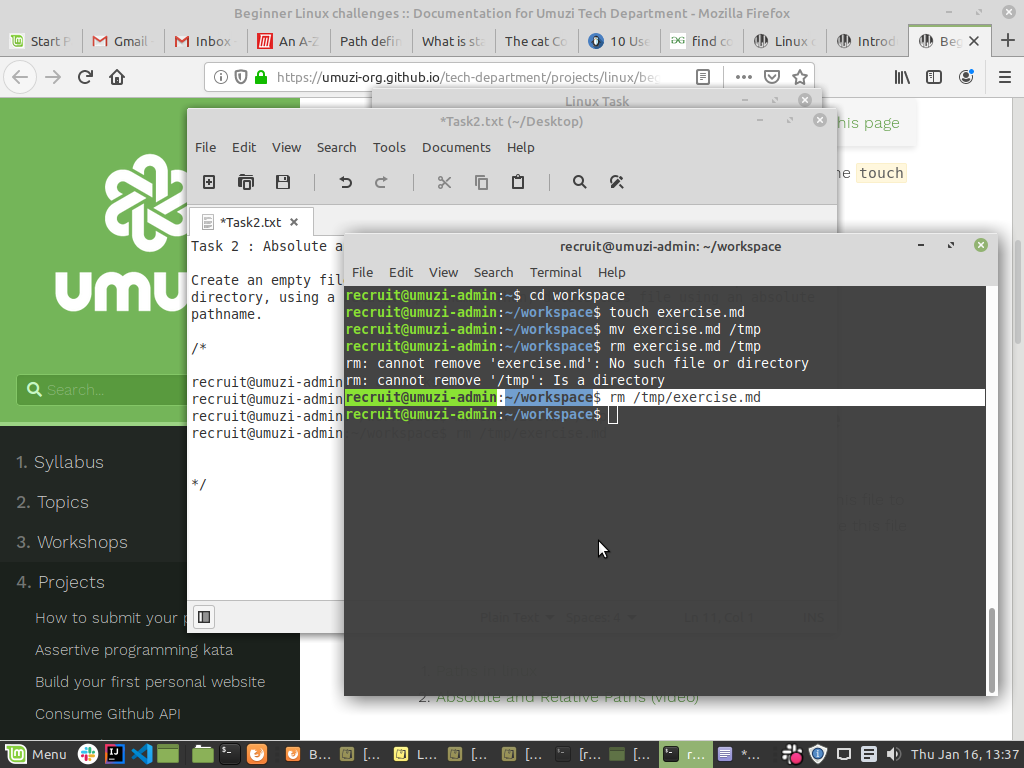 Beginner Linux challenges :: Documentation for Umuzi Tech Department - Mozilla Firefox
Start P
Gmail
Inbox
An A-Z
Path defin
What is sta
The cat Co
10 Use
find co
Linux c
Introd
Beg
https://umuzi-org.github.io/tech-department/projects/linux/beg
Linux Task
his page
*Task2.txt (~/Desktop)
File Edit View Search Tools Documents Help
ne touch
*Task2.txt
umuzi
Task 2 : Absolute a
Create an empty file
directory, using a
pathname.
/*
recruit@umuzi-admin
recruit@umuzi-admin
recruit@umuzi-admin
recruit@umuzi-admin
*/
recruit@umuzi-admin: ~/workspace
File Edit View Search Terminal Help
recruit@umuzi-admin:~$ cd workspace
recruit@umuzi-admin:~/workspace$ touch exercise.md
recruit@umuzi-admin:~/workspace$ mv exercise.md /tmp
recruit@umuzi-admin:~/workspace$ rm exercise.md /tmp
rm: cannot remove 'exercise.md': No such file or directory
rm: cannot remove '/tmp': Is a directory
recruit@umuzi-admin:~/workspace$ rm /tmp/exercise.md
recruit@umuzi-admin:~/workspace$
Search...
1. Syllabus
2. Topics
3. Workshops
4. Projects
How to submit your p
Assertive programming kata
Build your first personal website
Consume Github API
2. Absolute and Relative Paths (video)
Menu
B...
[...
L...
[...
[...
[r...
[...
r...
*...
Thu Jan 16, 13:37